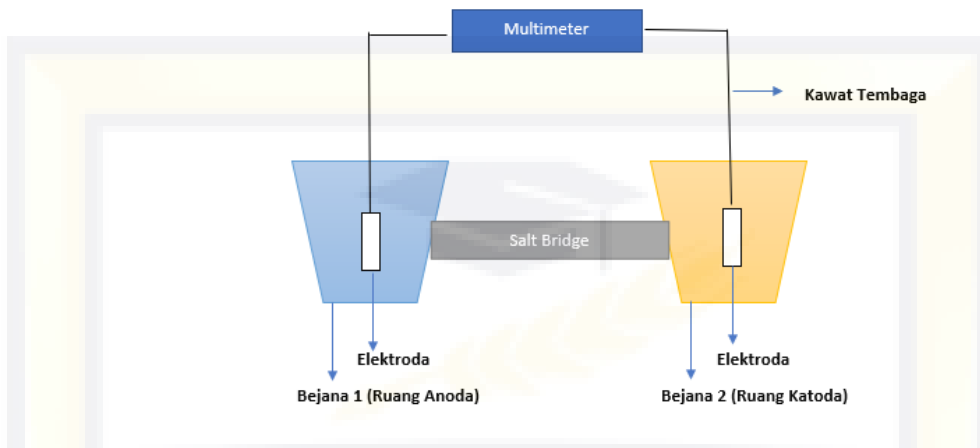 Multimeter
Kawat Tembaga
Salt Bridge
Elektroda
Elektroda
Bejana 1 (Ruang Anoda)
Bejana 2 (Ruang Katoda)